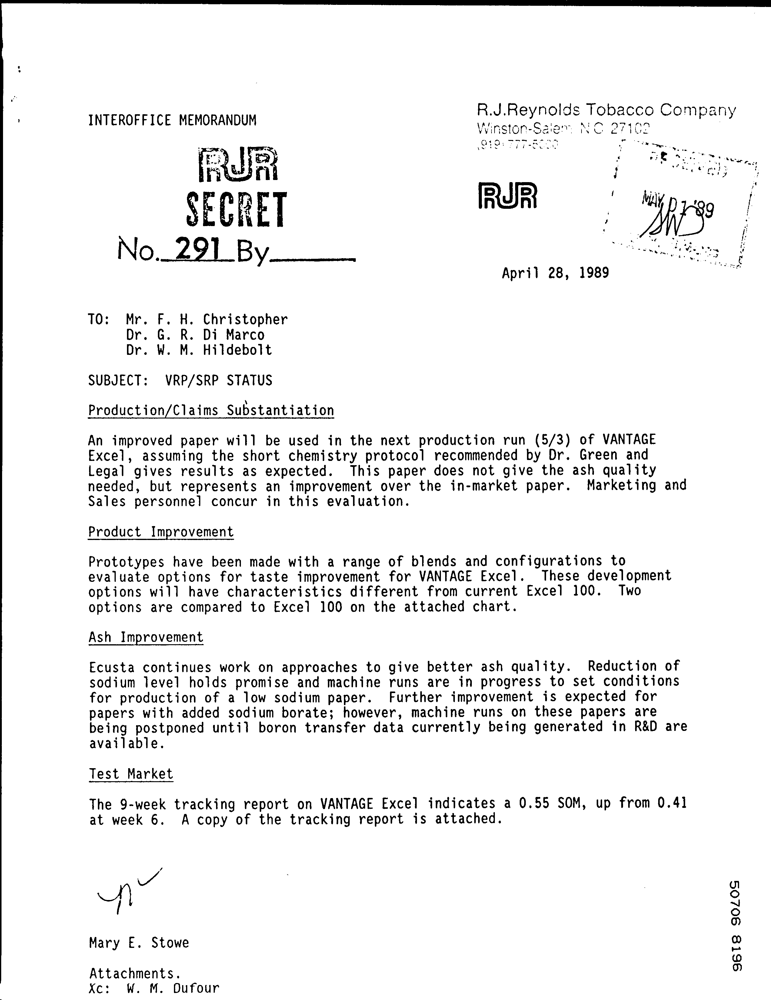 R.J.Reynolds Tobacco Company
Winston-Salem, N.C. 27102
INTEROFFICE MEMORANDUM
RJR
SECRET
No. 291 By
RJR
MAY 01 '89
April 28, 1989
TO: Mr. F. H. Christopher
Dr. G. R. Di Marco
Dr. W. M. Hildebolt
SUBJECT: VRP/SRP STATUS
Production/Claims Substantiation
An improved paper will be used in the next production run (5/3) of VANTAGE
Excel, assuming the short chemistry protocol recommended by Dr. Green and
Legal gives results as expected. This paper does not give the ash quality
needed, but represents an improvement over the in-market paper. Marketing and
Sales personnel concur in this evaluation.
Product Improvement
Prototypes have been made with a range of blends and configurations to
evaluate options for taste improvement for VANTAGE Excel. These development
options will have characteristics different from current Excel 100. Two
options are compared to Excel 100 on the attached chart.
Ash Improvement
Ecusta continues work on approaches to give better ash quality. Reduction of
sodium level holds promise and machine runs are in progress to set conditions
for production of a low sodium paper. Further improvement is expected for
papers with added sodium borate; however, machine runs on these papers are
being postponed until boron transfer data currently being generated in R&D are
available.
Test Market
The 9-week tracking report on VANTAGE Excel indicates a 0.55 SOM, up from 0.41
at week 6. A copy of the tracking report is attached.
Mary E. Stowe
Attachments.
Xc: W. M. Dufour
50706 8196